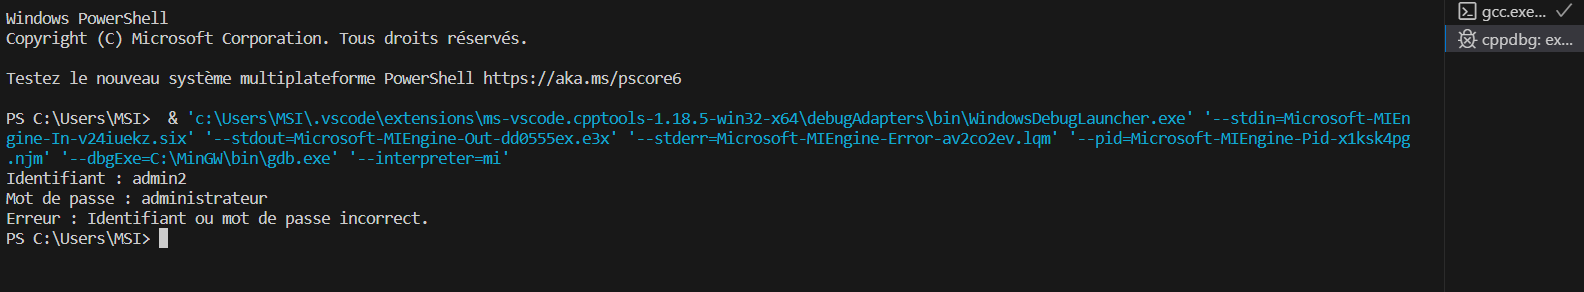 Windows PowerShell
Copyright (C) Microsoft Corporation. Tous droits réservés.
Testez le nouveau système multiplateforme PowerShell https://aka.ms/pscore6
PS C:\Users\MSI>  & 'c:\Users\MSI\.vscode\extensions\ms-vscode.cpptools-1.18.5-win32-x64\debugAdapters\bin\WindowsDebugLauncher.exe' '--stdin=Microsoft-MIEn
gine-In-v24iuekz.six' '--stdout=Microsoft-MIEngine-Out-dd0555ex.e3x' '--stderr=Microsoft-MIEngine-Error-av2co2ev.lqm' '--pid=Microsoft-MIEngine-Pid-x1ksk4pg
.njm' '--dbgExe=C:\MinGW\bin\gdb.exe' '--interpreter=mi'
Identifiant : admin2
Mot de passe : administrateur
Erreur : Identifiant ou mot de passe incorrect.
PS C:\Users\MSI>
gcc.exe...
cppdbg: ex...